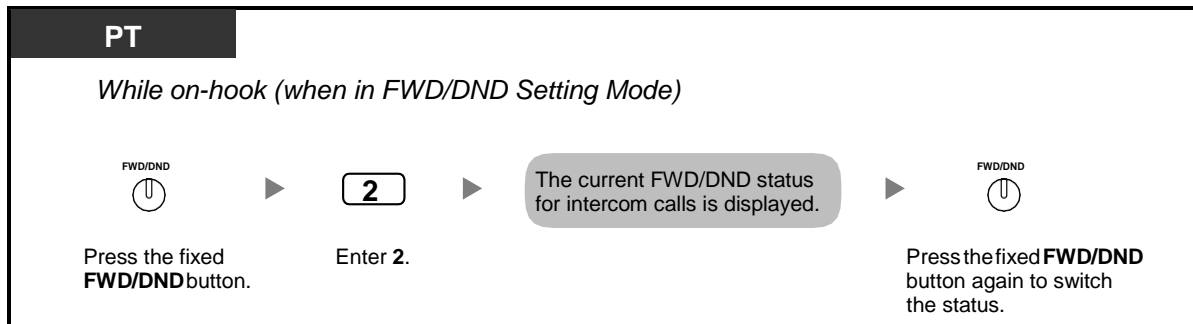 PT
While on-hook (when in FWD/DND Setting Mode)
FWD/DND
Press the fixed
FWD/DND button.
2
Enter 2.
The current FWD/DND status
for intercom calls is displayed.
FWD/DND
Press the fixed FWD/DND
button again to switch
the status.